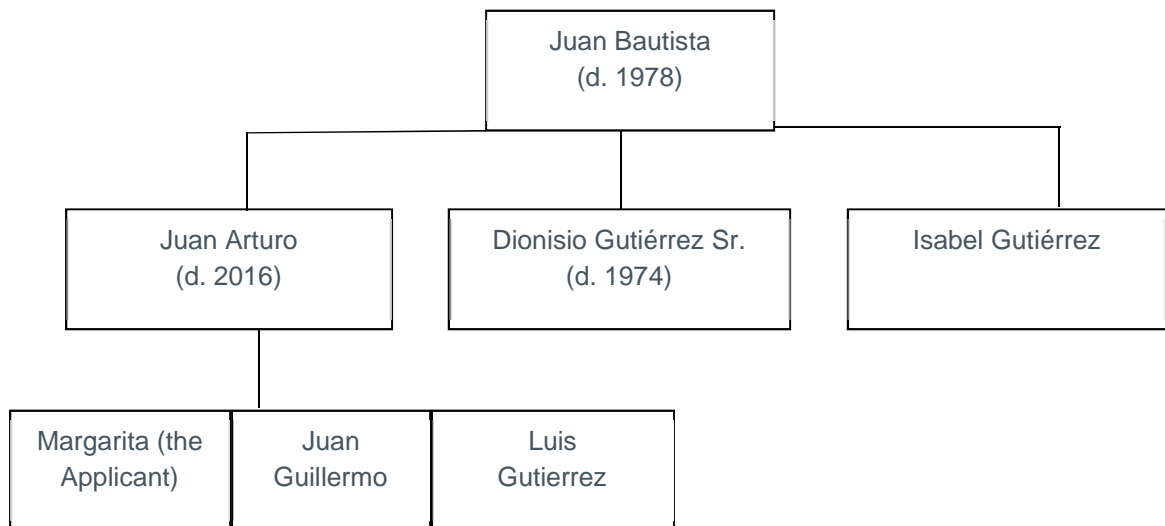 Juan Bautista
(d. 1978)
Juan Arturo
(d. 2016)
Dionisio Gutiérrez Sr.
(d. 1974)
Isabel Gutiérrez
Margarita (the
Applicant)
Juan
Guillermo
Luis
Gutierrez